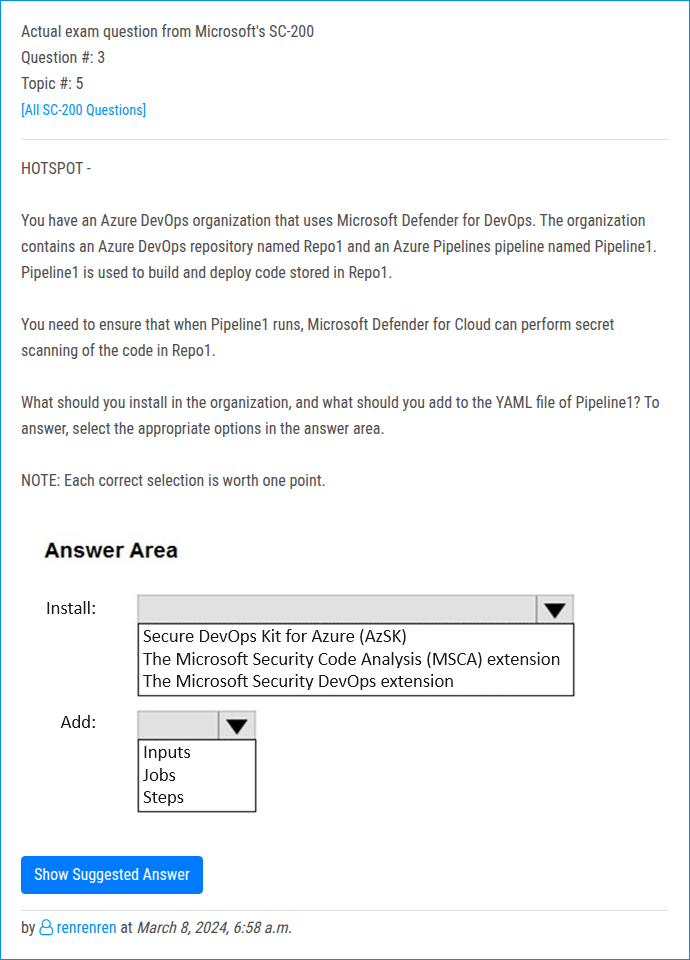 Actual exam question from Microsoft's SC-200
Question #: 3
Topic #: 5
[All SC-200 Questions]
HOTSPOT -
You have an Azure DevOps organization that uses Microsoft Defender for DevOps. The organization
contains an Azure DevOps repository named Repo1 and an Azure Pipelines pipeline named Pipeline1.
Pipeline1 is used to build and deploy code stored in Repo1.
You need to ensure that when Pipeline1 runs, Microsoft Defender for Cloud can perform secret
scanning of the code in Repo1.
What should you install in the organization, and what should you add to the YAML file of Pipeline1? To
answer, select the appropriate options in the answer area.
NOTE: Each correct selection is worth one point.
Answer Area
Install:
Secure DevOps Kit for Azure (AzSK)
The Microsoft Security Code Analysis (MSCA) extension
The Microsoft Security DevOps extension
Add:
Inputs
Jobs
Steps
Show Suggested Answer
by renrenren at March 8, 2024, 6:58 a.m.